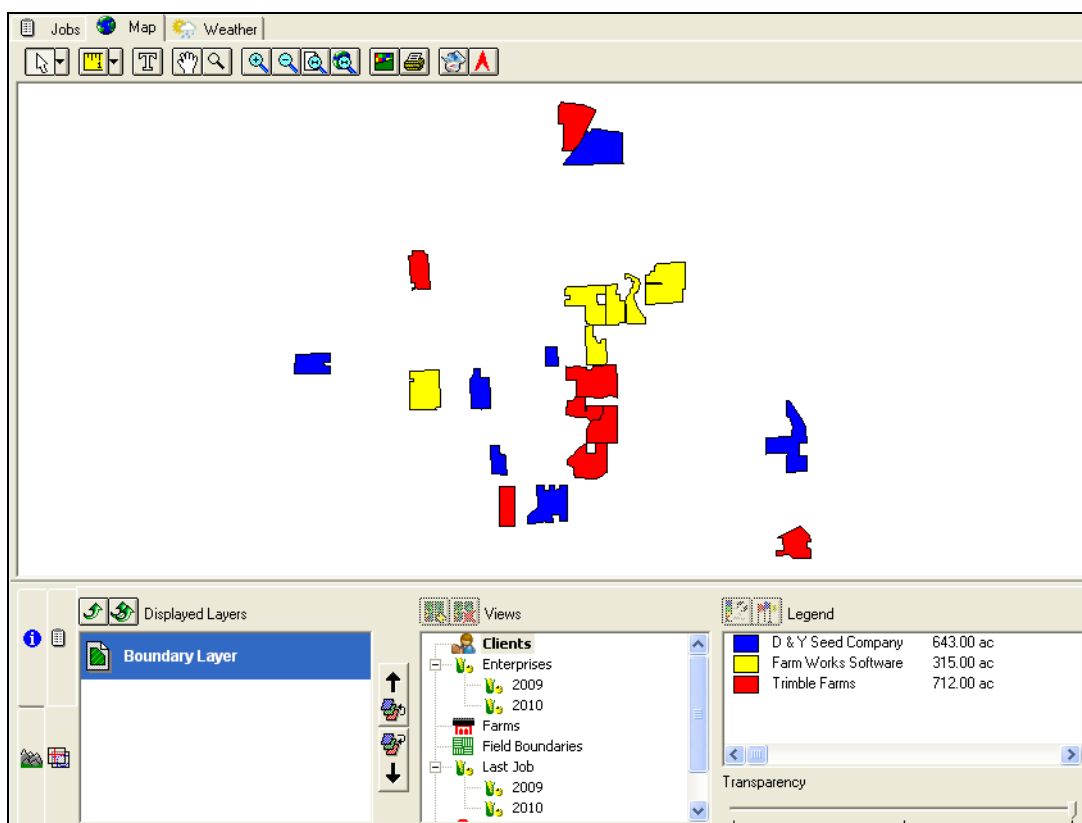 Jobs Map Weather
T
Displayed Layers
Boundary Layer
Views
Clients
Enterprises
2009
2010
Farms
Field Boundaries
Last Job
2009
2010
Legend
D & Y Seed Company 643.00 ac
Farm Works Software 315.00 ac
Trimble Farms 712.00 ac
Transparency